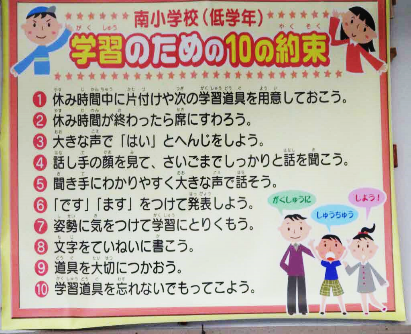 南小学校（低学年）
学習のための10の約束
1 休み時間中に片付けや次の学習道具を用意しておこう。
2 休み時間が終わったら席にすわろう。
3 大きな声で「はい」とへんじをしよう。
4 話し手の顔を見て、さいごまでしっかりと話を聞こう。
5 聞き手にわかりやすく大きな声で話そう。
6 「です」「ます」をつけて発表しよう。
7 姿勢に気をつけて学習にとりくもう。
8 文字をていねいに書こう。
9 道具を大切につかおう。
10 学習道具を忘れないでもってこよう。
がくしゅうに
しゅうちゅう
しよう！